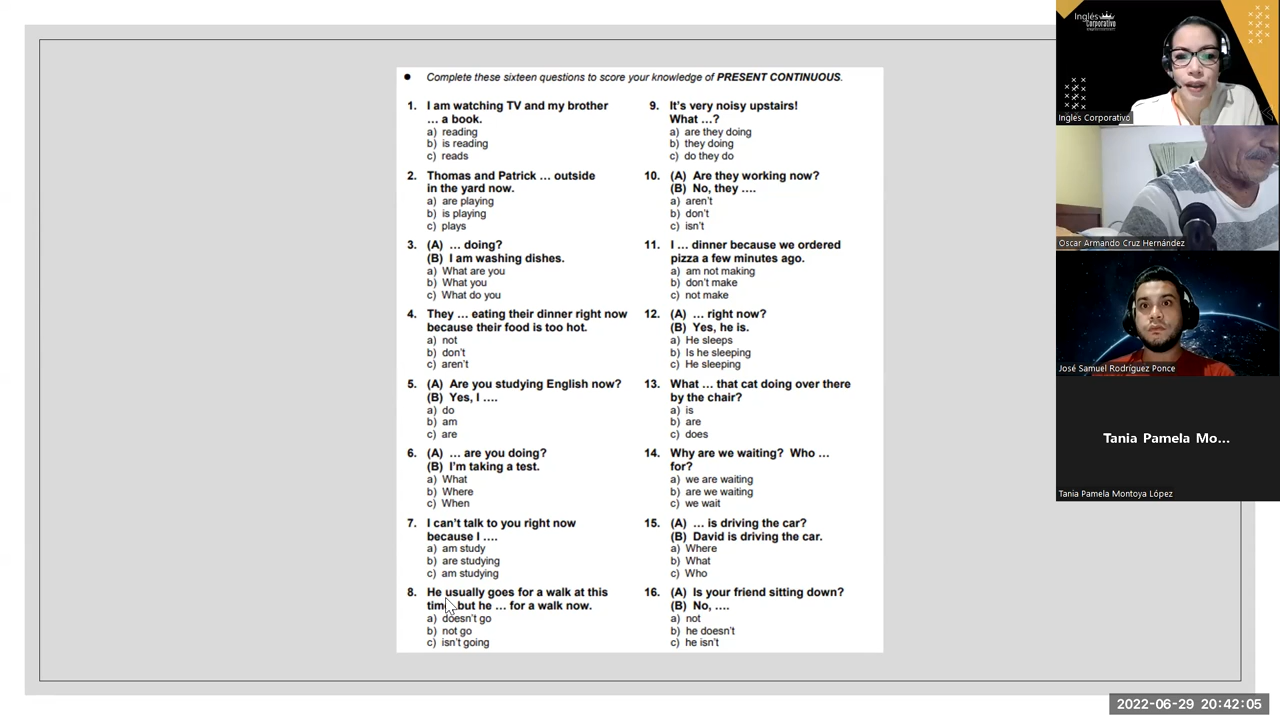 • Complete these sixteen questions to score your knowledge of PRESENT CONTINUOUS.
1. I am watching TV and my brother
… a book.
a) reading
b) is reading
c) reads
2. Thomas and Patrick … outside
in the yard now.
a) are playing
b) is playing
c) plays
3. (A) … doing?
(B) I am washing dishes.
a) What are you
b) What you
c) What do you
4. They … eating their dinner right now
because their food is too hot.
a) not
b) don't
c) aren't
5. (A) Are you studying English now?
(B) Yes, I ….
a) do
b) am
c) are
6. (A) … are you doing?
(B) I'm taking a test.
a) What
b) Where
c) When
7. I can't talk to you right now
because I ….
a) am study
b) are studying
c) am studying
8. He usually goes for a walk at this
time but he … for a walk now.
a) doesn't go
b) not go
c) isn't going
9. It's very noisy upstairs!
What …?
a) are they doing
b) they doing
c) do they do
10. (A) Are they working now?
(B) No, they ….
a) aren't
b) don't
c) isn't
11. I … dinner because we ordered
pizza a few minutes ago.
a) am not making
b) don't make
c) not make
12. (A) … right now?
(B) Yes, he is.
a) He sleeps
b) Is he sleeping
c) He sleeping
13. What … that cat doing over there
by the chair?
a) is
b) are
c) does
14. Why are we waiting? Who …
for?
a) we are waiting
b) are we waiting
c) we wait
15. (A) … is driving the car?
(B) David is driving the car.
a) Where
b) What
c) Who
16. (A) Is your friend sitting down?
(B) No, ….
a) not
b) he doesn't
c) he isn't
Inglés
Corporativo
Inglés Corporativo
Oscar Armando Cruz Hernández
José Samuel Rodríguez Ponce
Tania Pamela Mo...
Tania Pamela Montoya López
2022-06-29 20:42:05